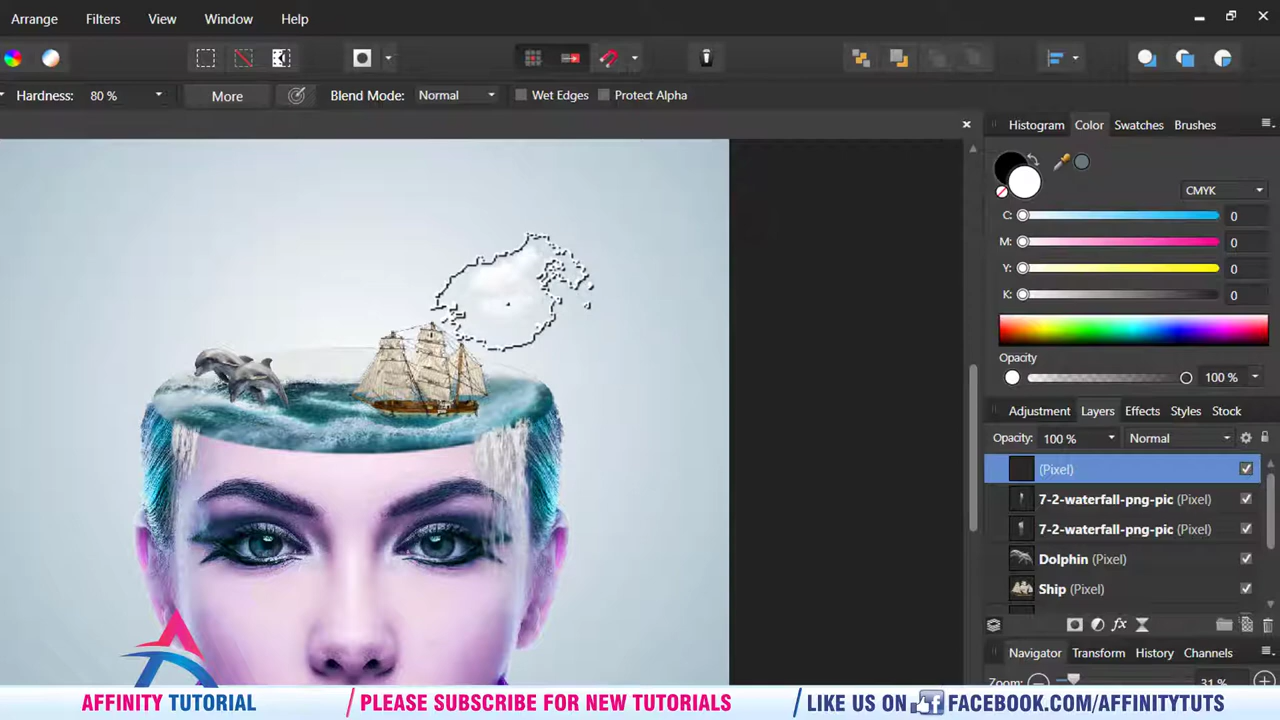 Arrange Filters View Window Help
Hardness: 80 % More Blend Mode: Normal Wet Edges Protect Alpha
Histogram Color Swatches Brushes
CMYK
C: 0
M: 0
Y: 0
K: 0
Opacity
100 %
Adjustment Layers Effects Styles Stock
Opacity: 100 % Normal
(Pixel)
7-2-waterfall-png-pic (Pixel)
7-2-waterfall-png-pic (Pixel)
Dolphin (Pixel)
Ship (Pixel)
fx
Navigator Transform History Channels
Zoom: 31 %
AFFINITY TUTORIAL / PLEASE SUBSCRIBE FOR NEW TUTORIALS \ LIKE US ON FACEBOOK.COM/AFFINITYTUTS